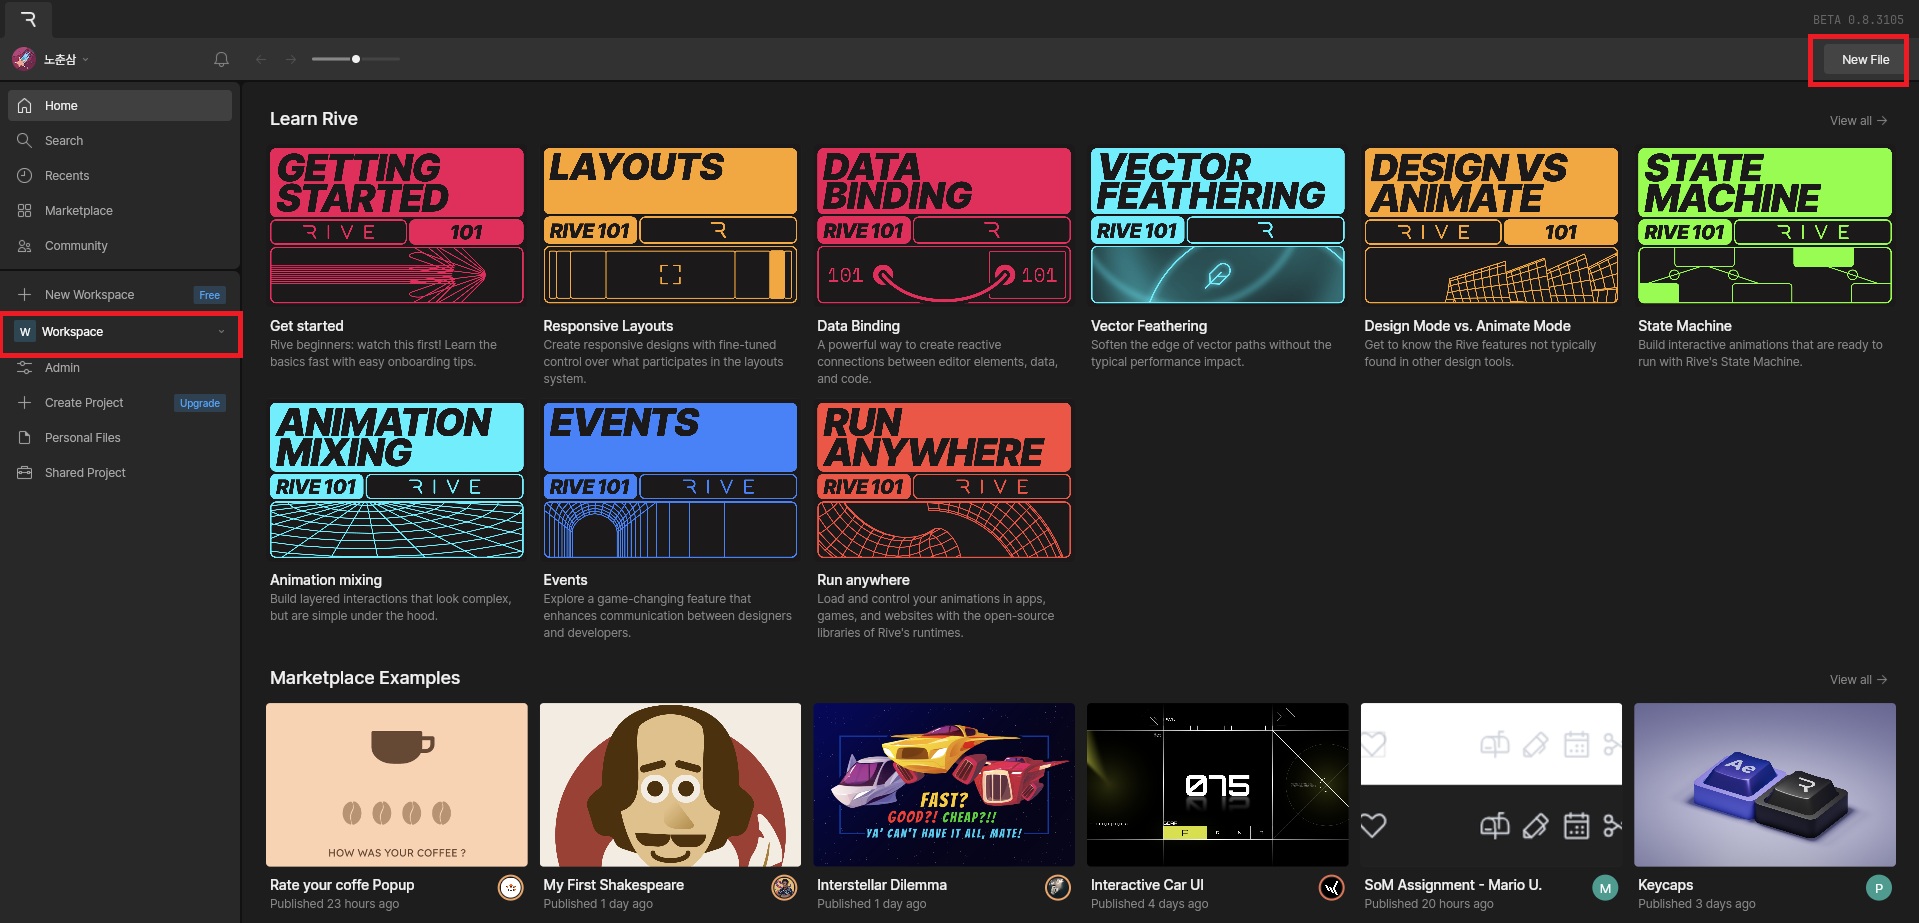 BETA 0.8.3105
노춘삼
New File
Home
Search
Recents
Marketplace
Community
New Workspace
Free
W
Workspace
Admin
Create Project
Upgrade
Personal Files
Shared Project
Learn Rive
View all →
GETTING
STARTED
RIVE
101
Get started
Rive beginners: watch this first! Learn the
basics fast with easy onboarding tips.
LAYOUTS
RIVE 101
Responsive Layouts
Create responsive designs with fine-tuned
control over what participates in the layouts
system.
DATA
BINDING
RIVE 101
101
101
Data Binding
A powerful way to create reactive
connections between editor elements, data,
and code.
VECTOR
FEATHERING
RIVE 101
Vector Feathering
Soften the edge of vector paths without the
typical performance impact.
DESIGN VS
ANIMATE
RIVE
101
Design Mode vs. Animate Mode
Get to know the Rive features not typically
found in other design tools.
STATE
MACHINE
RIVE 101
RIVE
State Machine
Build interactive animations that are ready to
run with Rive's State Machine.
ANIMATION
MIXING
RIVE 101
RIVE
Animation mixing
Build layered interactions that look complex,
but are simple under the hood.
EVENTS
RIVE 101
RIVE
Events
Explore a game-changing feature that
enhances communication between designers
and developers.
RUN
ANYWHERE
RIVE 101
RIVE
Run anywhere
Load and control your animations in apps,
games, and websites with the open-source
libraries of Rive's runtimes.
Marketplace Examples
View all →
HOW WAS YOUR COFFEE ?
Rate your coffe Popup
Published 23 hours ago
My First Shakespeare
Published 1 day ago
FAST?
GOOD?! CHEAP?!!
YA' CAN'T HAVE IT ALL, MATE!
Interstellar Dilemma
Published 1 day ago
075
Interactive Car UI
Published 4 days ago
SoM Assignment - Mario U.
Published 20 hours ago
M
Ae
Keycaps
Published 3 days ago
P